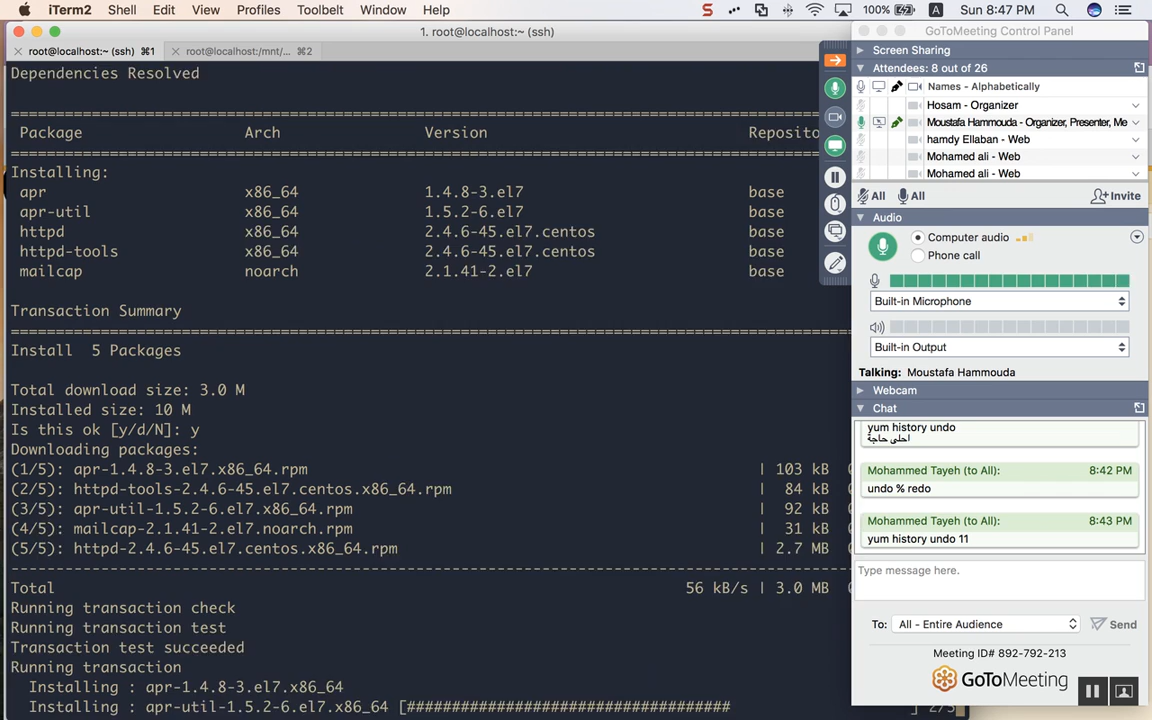 iTerm2 Shell Edit View Profiles Toolbelt Window Help
100% A Sun 8:47 PM
1. root@localhost:~ (ssh)
root@localhost:~ (ssh) ⌘1
root@localhost:/mnt/... ⌘2
Dependencies Resolved
================================================
Package Arch Version Reposito
================================================
Installing:
apr x86_64 1.4.8-3.el7 base
apr-util x86_64 1.5.2-6.el7 base
httpd x86_64 2.4.6-45.el7.centos base
httpd-tools x86_64 2.4.6-45.el7.centos base
mailcap noarch 2.1.41-2.el7 base
Transaction Summary
================================================
Install 5 Packages
Total download size: 3.0 M
Installed size: 10 M
Is this ok [y/d/N]: y
Downloading packages:
(1/5): apr-1.4.8-3.el7.x86_64.rpm | 103 kB
(2/5): httpd-tools-2.4.6-45.el7.centos.x86_64.rpm | 84 kB
(3/5): apr-util-1.5.2-6.el7.x86_64.rpm | 92 kB
(4/5): mailcap-2.1.41-2.el7.noarch.rpm | 31 kB
(5/5): httpd-2.4.6-45.el7.centos.x86_64.rpm | 2.7 MB
------------------------------------------------
Total 56 kB/s | 3.0 MB
Running transaction check
Running transaction test
Transaction test succeeded
Running transaction
Installing : apr-1.4.8-3.el7.x86_64
Installing : apr-util-1.5.2-6.el7.x86_64 [#################################### ] 2/5
GoToMeeting Control Panel
Screen Sharing
Attendees: 8 out of 26
Names - Alphabetically
Hosam - Organizer
Moustafa Hammouda - Organizer, Presenter, Me
hamdy Ellaban - Web
Mohamed ali - Web
Mohamed ali - Web
All All Invite
Audio
Computer audio
Phone call
Built-in Microphone
Built-in Output
Talking: Moustafa Hammouda
Webcam
Chat
yum history undo
احلى حاجة
Mohammed Tayeh (to All): 8:42 PM
undo % redo
Mohammed Tayeh (to All): 8:43 PM
yum history undo 11
Type message here.
To: All - Entire Audience Send
Meeting ID# 892-792-213
GoToMeeting